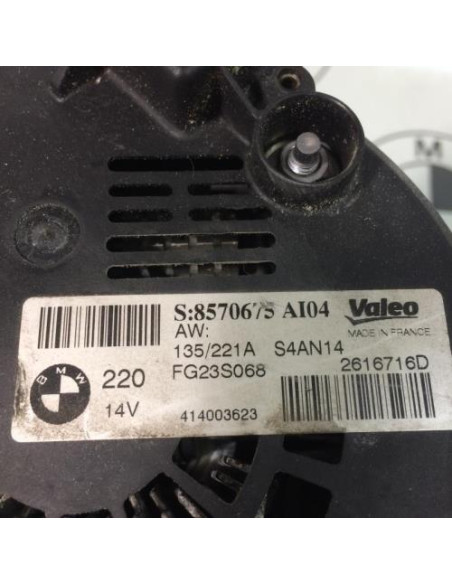 S:8570675 AI04
Valeo
MADE IN FRANCE
AW:
135/221A S4AN14
FG23S068
2616716D
BMW
220
14V
414003623
M